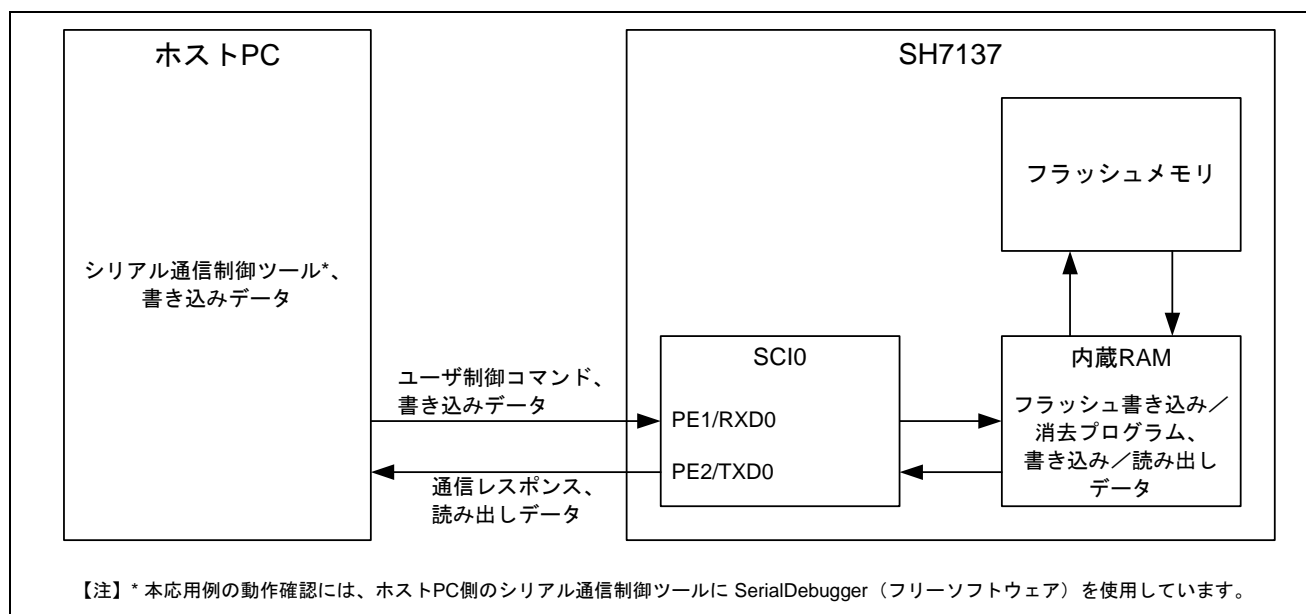 ホストPC
シリアル通信制御ツール*、
書き込みデータ
ユーザ制御コマンド、
書き込みデータ
通信レスポンス、
読み出しデータ
SH7137
フラッシュメモリ
SCI0
PE1/RXD0
PE2/TXD0
内蔵RAM
フラッシュ書き込み／
消去プログラム、
書き込み／読み出し
データ
【注】* 本応用例の動作確認には、ホストPC側のシリアル通信制御ツールに SerialDebugger（フリーソフトウェア）を使用しています。